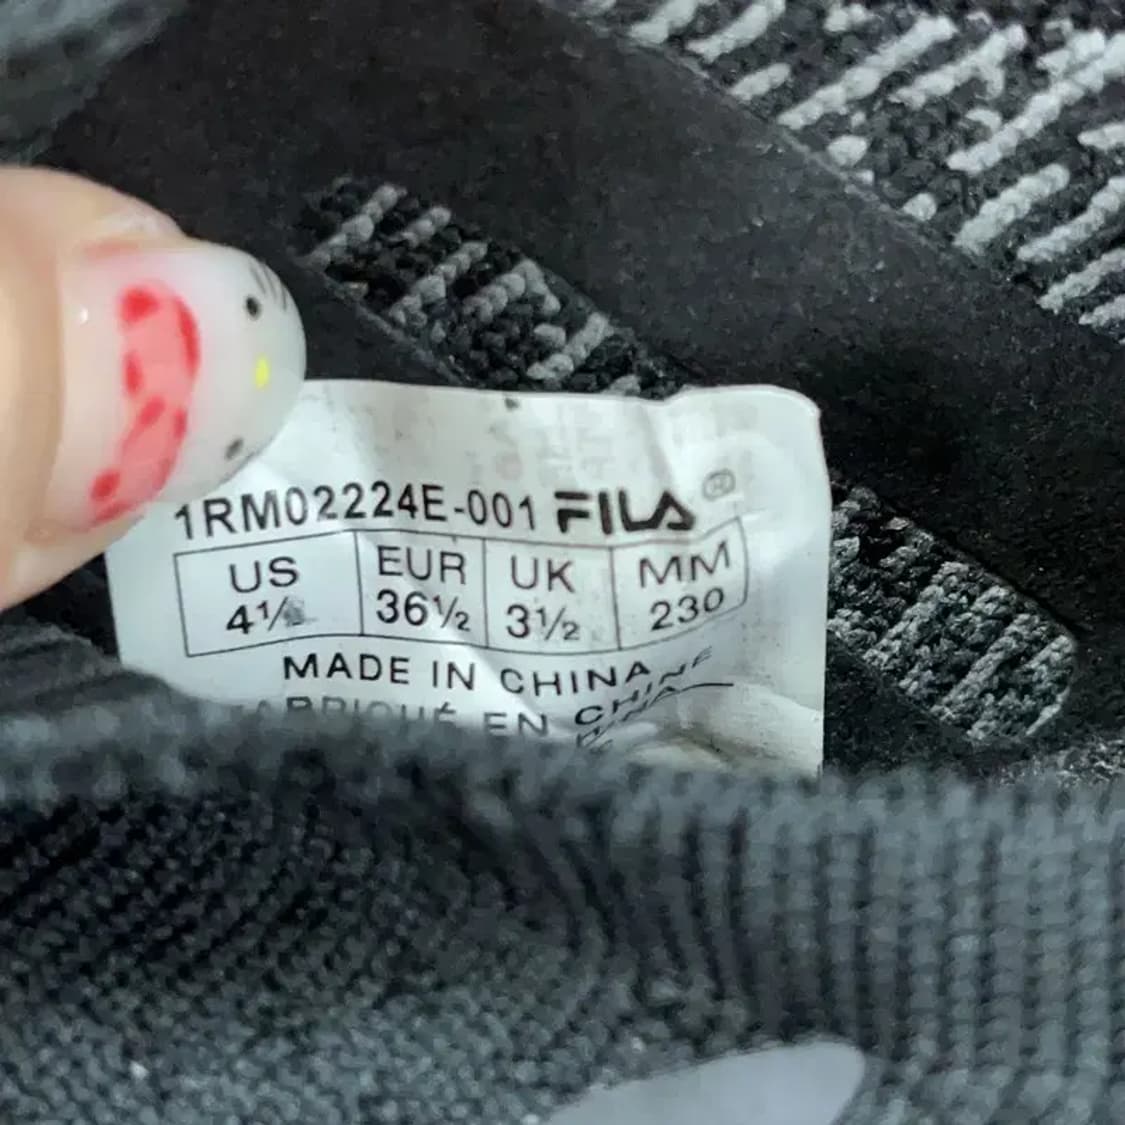 1RM02224E-001 FILA ®
US EUR UK MM
4½ 36½ 3½ 230
MADE IN CHINA
FABRIQUÉ EN CHINE